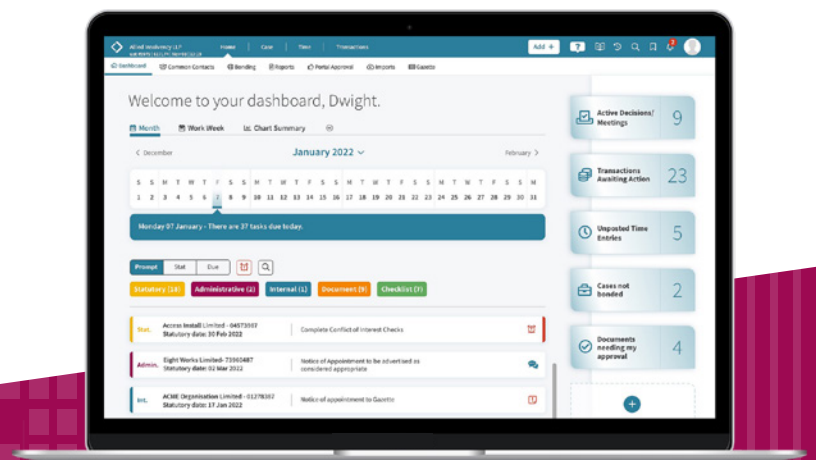 Allied Insolvency LLP
Home | Case | Time | Transactions
Add +
Dashboard Common Contacts Bonding Reports Portal Approval Imports Gazette
Welcome to your dashboard, Dwight.
Month Work Week Chart Summary
< December January 2022 February >
S S M T W T F S S M T W T F S S M T W T F S S M T W T F S S M
1 2 3 4 5 6 7 8 9 10 11 12 13 14 15 16 17 18 19 20 21 22 23 24 25 26 27 28 29 30 31
Monday 07 January - There are 37 tasks due today.
Prompt Stat Due
Statutory (18) Administrative (2) Internal (1) Document (9) Checklist (7)
Stat. Access Install Limited - 04573987 Complete Conflict of Interest Checks
Statutory date: 30 Feb 2022
Admin. Eight Works Limited- 73960487 Notice of Appointment to be advertised as
Statutory date: 02 Mar 2022 considered appropriate
Int. ACME Organisation Limited - 01278307 Notice of appointment to Gazette
Statutory date: 17 Jan 2022
Active Decisions/
Meetings 9
Transactions
Awaiting Action 23
Unposted Time
Entries 5
Cases not
bonded 2
Documents
needing my
approval 4
+